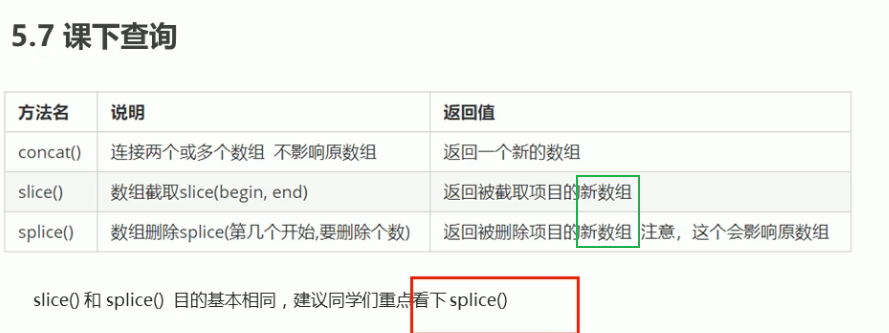 5.7 课下查询
方法名 说明 返回值
concat() 连接两个或多个数组 不影响原数组 返回一个新的数组
slice() 数组截取slice(begin, end) 返回被截取项目的新数组
splice() 数组删除splice(第几个开始,要删除个数) 返回被删除项目的新数组 注意，这个会影响原数组
slice() 和 splice() 目的基本相同，建议同学们重点看下 splice()